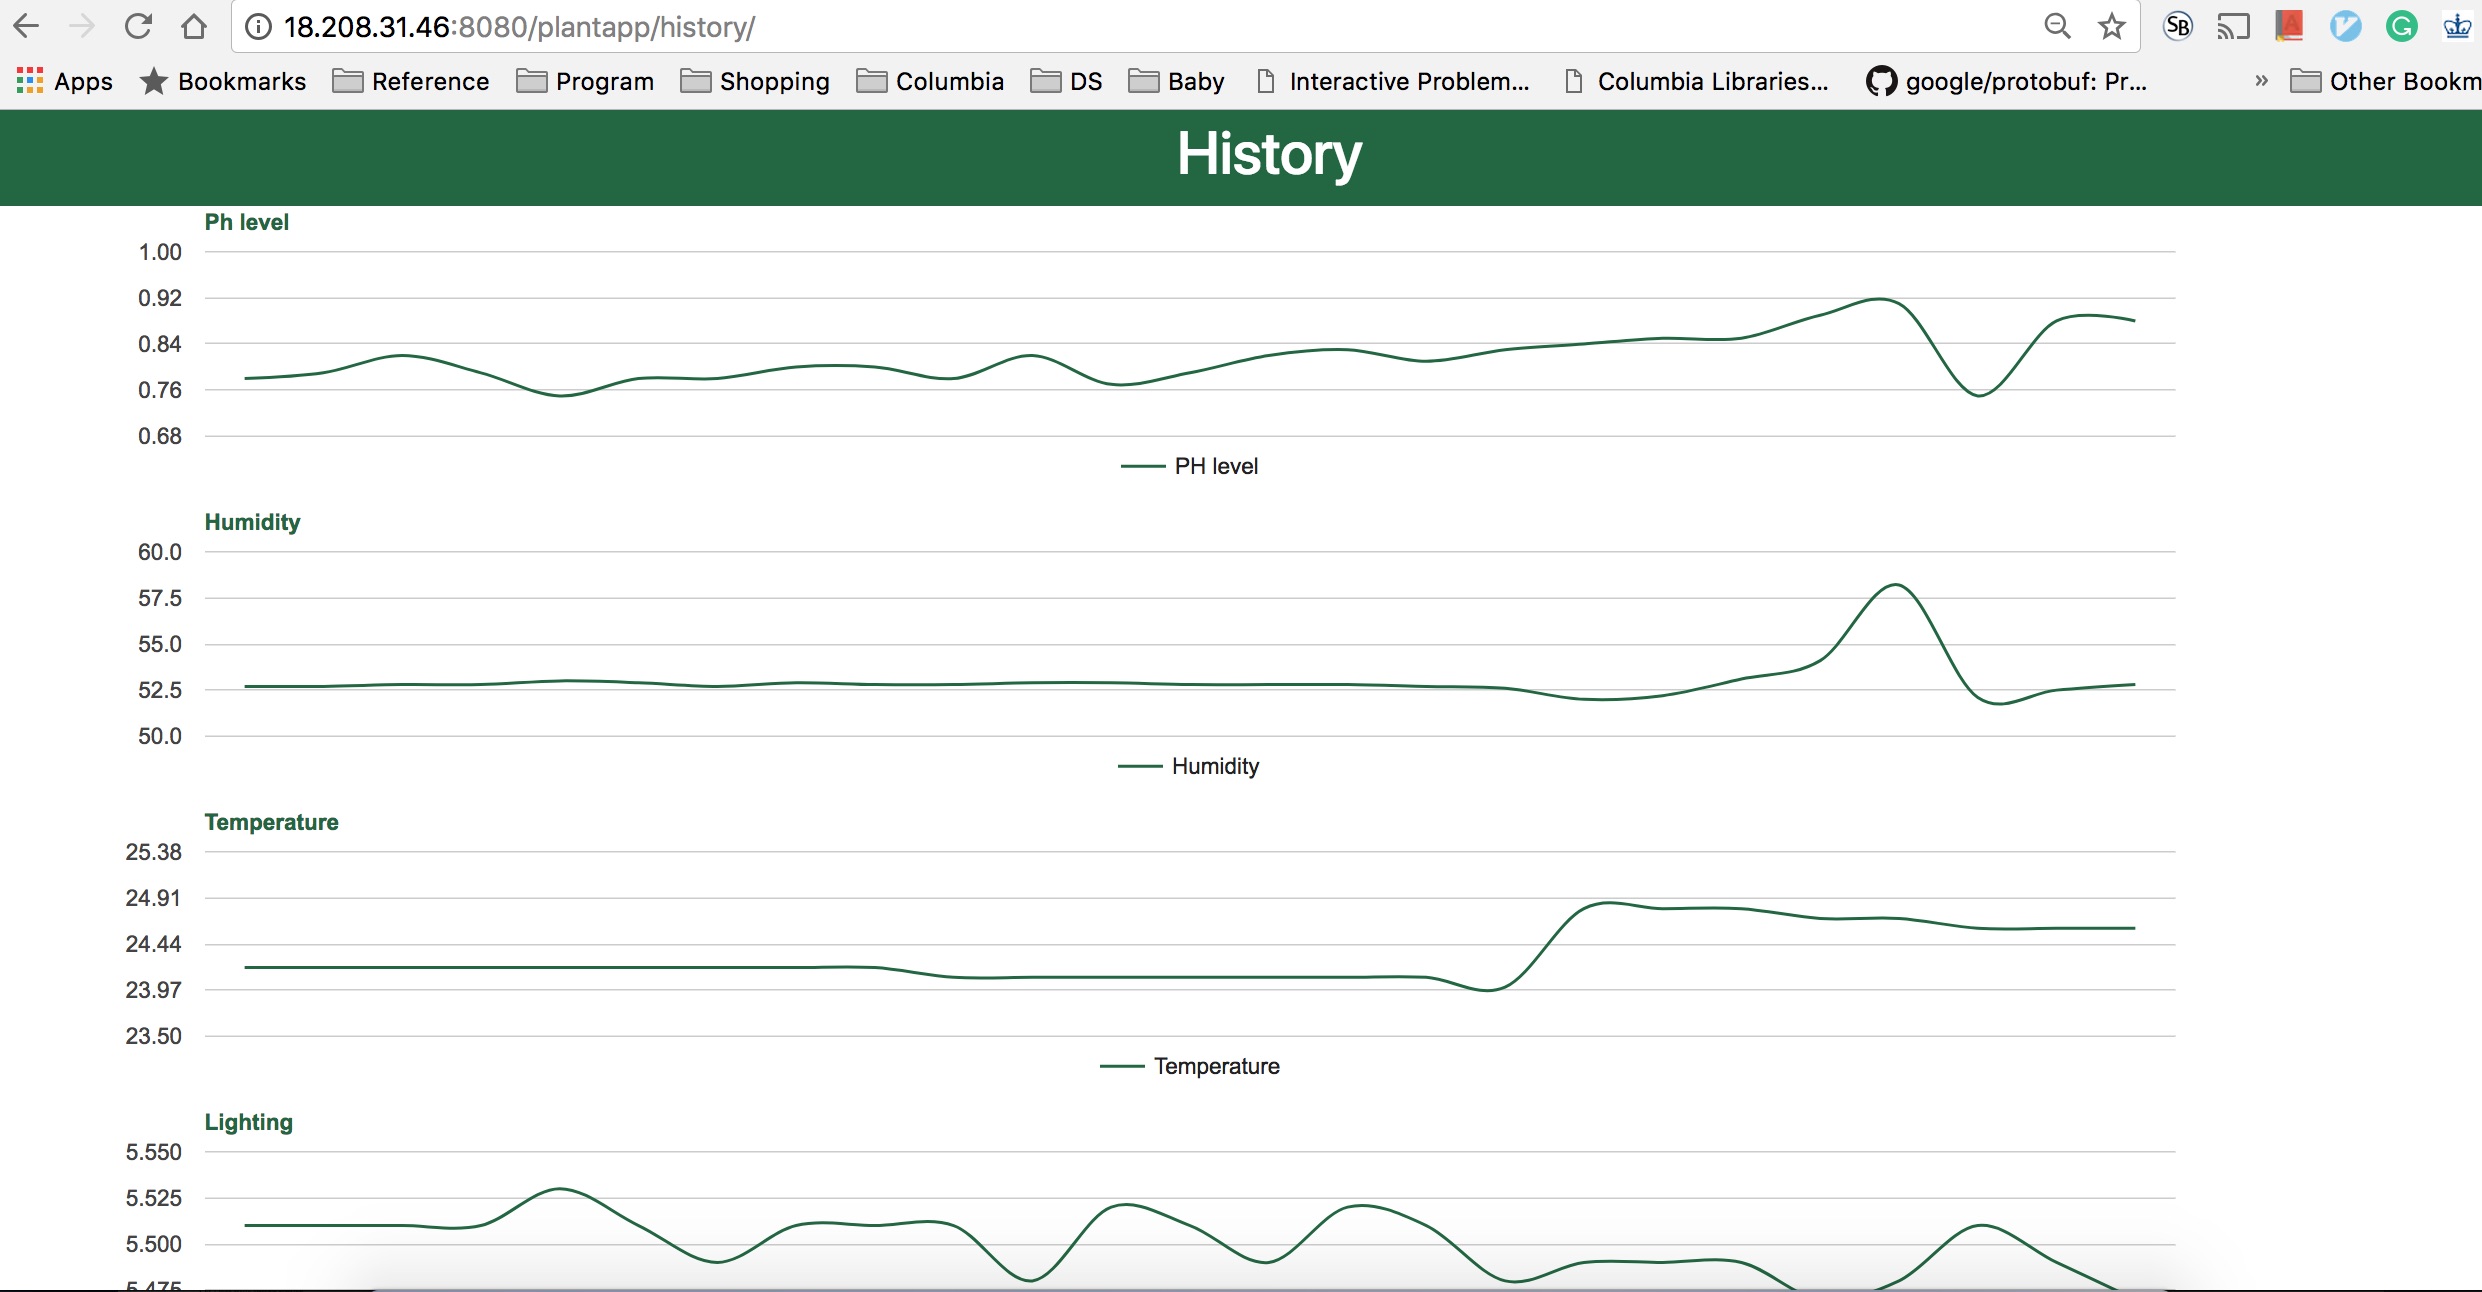 18.208.31.46:8080/plantapp/history/
SB
A
G
Apps Bookmarks Reference Program Shopping Columbia DS Baby Interactive Problem... Columbia Libraries... google/protobuf: Pr... » Other Bookm
History
Ph level
1.00
0.92
0.84
0.76
0.68
PH level
Humidity
60.0
57.5
55.0
52.5
50.0
Humidity
Temperature
25.38
24.91
24.44
23.97
23.50
Temperature
Lighting
5.550
5.525
5.500
5.475